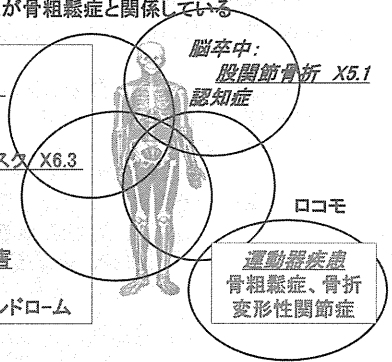 が骨粗鬆症と関係している
脳卒中:
股関節骨折 X5.1
認知症
スク X6.3
ロコモ
運動器疾患
骨粗鬆症、骨折
変形性関節症
害
ドローム